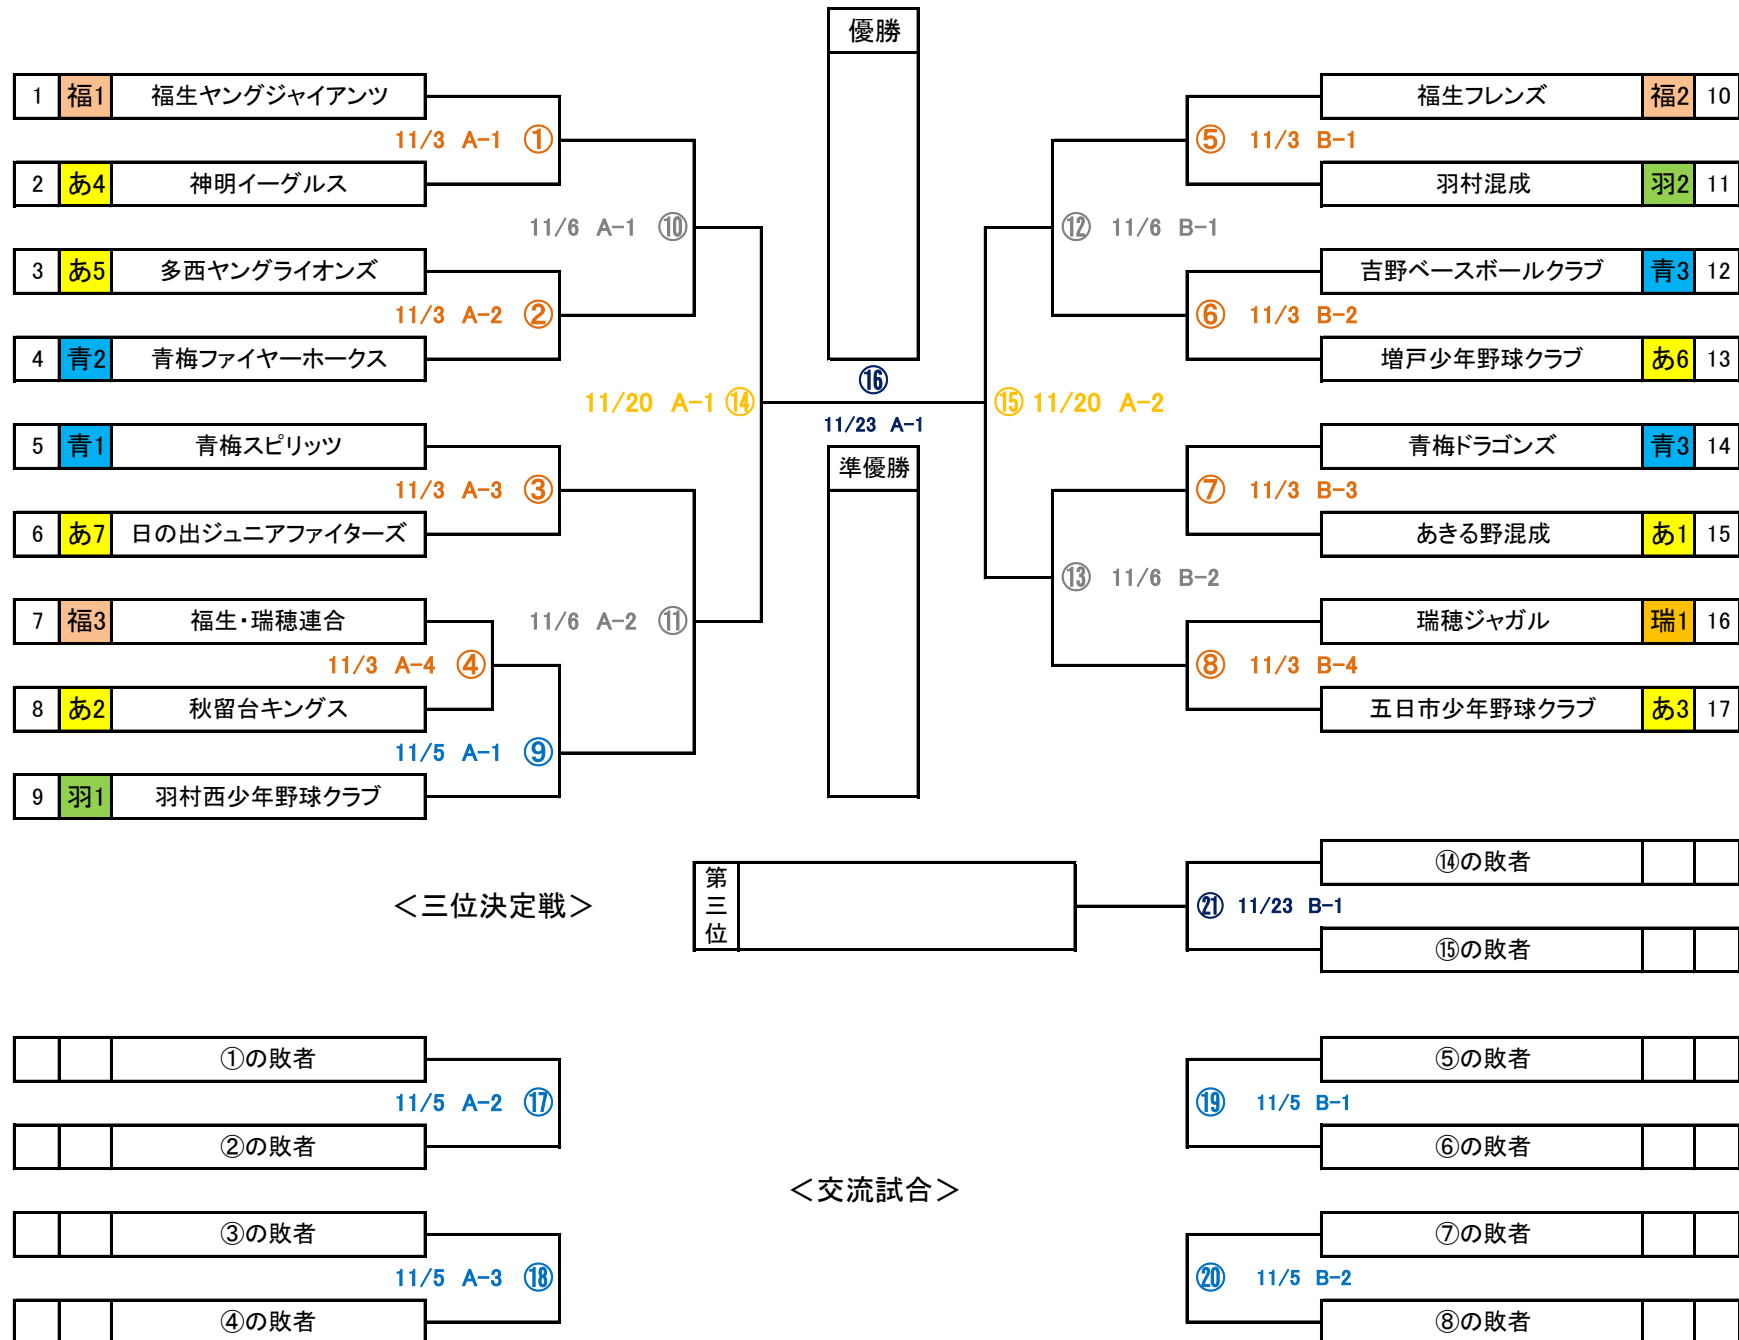 優勝
1 福1 福生ヤングジャイアンツ
11/3 A-1 ①
2 あ4 神明イーグルス
11/6 A-1 ⑩
3 あ5 多西ヤングライオンズ
11/3 A-2 ②
4 青2 青梅ファイヤーホークス
11/20 A-1 ⑭
5 青1 青梅スピリッツ
11/3 A-3 ③
6 あ7 日の出ジュニアファイターズ
11/6 A-2 ⑪
7 福3 福生・瑞穂連合
11/3 A-4 ④
8 あ2 秋留台キングス
11/5 A-1 ⑨
9 羽1 羽村西少年野球クラブ
⑯
11/23 A-1
準優勝
福生フレンズ 福2 10
⑤ 11/3 B-1
羽村混成 羽2 11
⑫ 11/6 B-1
吉野ベースボールクラブ 青3 12
⑥ 11/3 B-2
増戸少年野球クラブ あ6 13
⑮ 11/20 A-2
青梅ドラゴンズ 青3 14
⑦ 11/3 B-3
あきる野混成 あ1 15
⑬ 11/6 B-2
瑞穂ジャガル 瑞1 16
⑧ 11/3 B-4
五日市少年野球クラブ あ3 17
＜三位決定戦＞
第三位
⑭の敗者
㉑ 11/23 B-1
⑮の敗者
①の敗者
11/5 A-2 ⑰
②の敗者
⑤の敗者
⑲ 11/5 B-1
⑥の敗者
＜交流試合＞
③の敗者
11/5 A-3 ⑱
④の敗者
⑦の敗者
⑳ 11/5 B-2
⑧の敗者